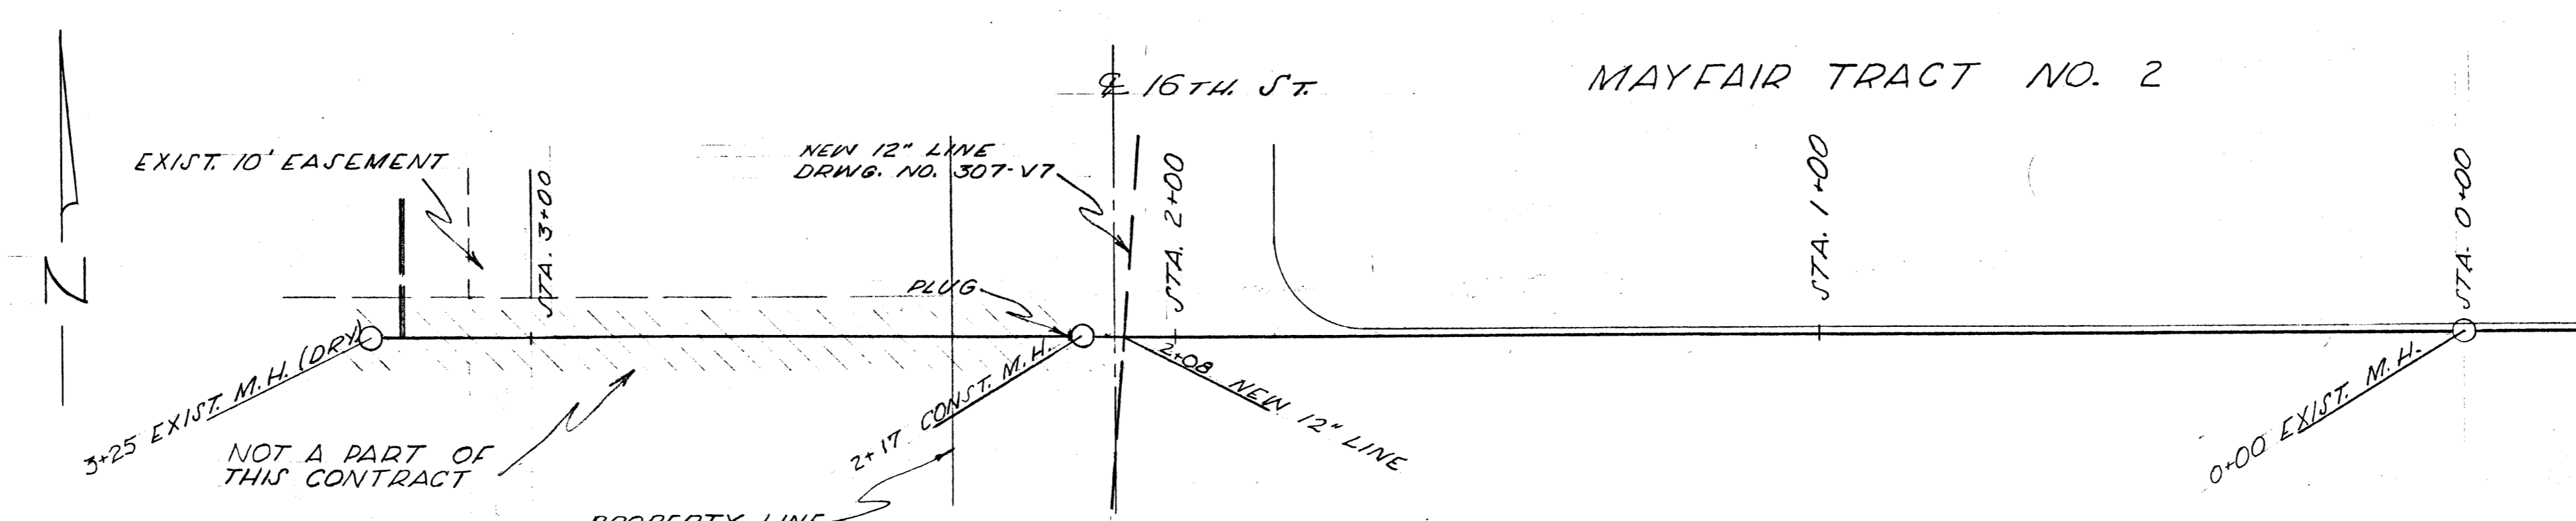 ℄ 16TH. ST.
MAYFAIR TRACT NO. 2
EXIST. 10' EASEMENT
NEW 12" LINE
DRWG. NO. 307-V7
STA. 3+00
STA. 2+00
STA. 1+00
STA. 0+00
N
PLUG
3+25 EXIST. M.H. (DRY)
2+17 CONST. M.H.
2+08 NEW 12" LINE
0+00 EXIST. M.H.
NOT A PART OF
THIS CONTRACT
PROPERTY LINE